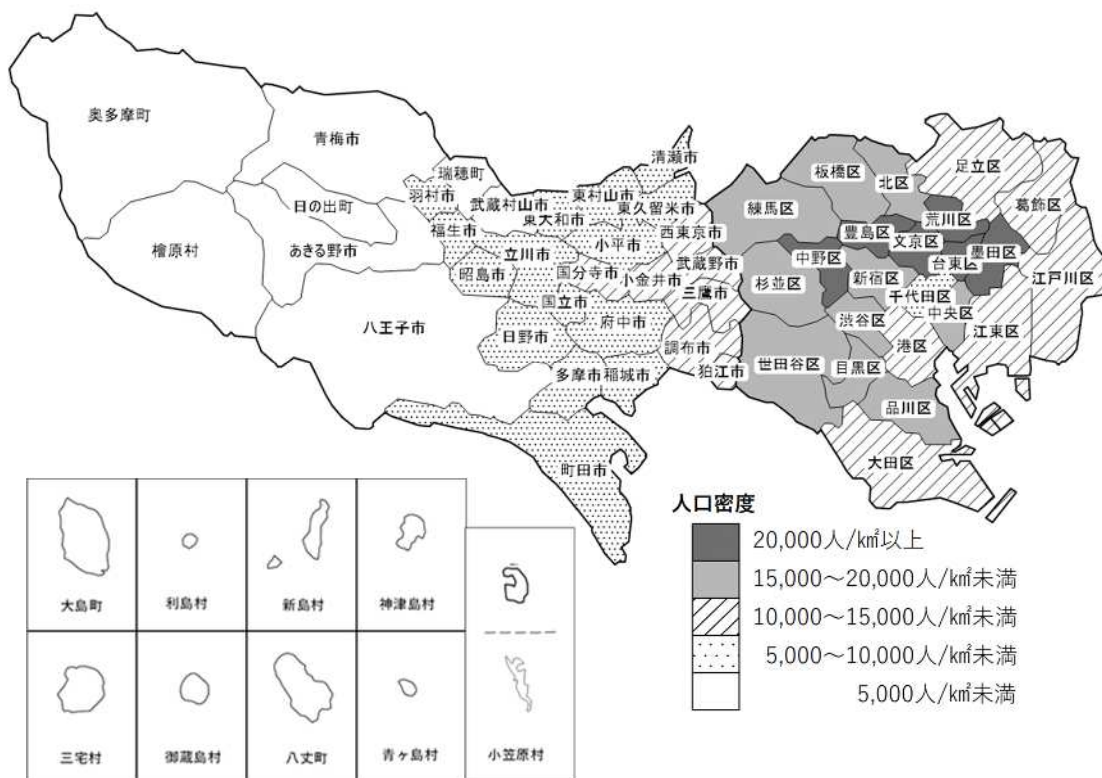 奥多摩町
青梅市
瑞穂町
羽村市
日の出町
檜原村
あきる野市
福生市
武蔵村山市
東大和市
東村山市
清瀬市
東久留米市
西東京市
立川市
小平市
昭島市
国分寺市
小金井市
武蔵野市
三鷹市
国立市
府中市
八王子市
日野市
調布市
狛江市
多摩市
稲城市
町田市
板橋区
北区
足立区
練馬区
荒川区
葛飾区
豊島区
文京区
中野区
台東区
墨田区
杉並区
新宿区
千代田区
江戸川区
渋谷区
中央区
江東区
港区
世田谷区
目黒区
品川区
大田区
大島町
利島村
新島村
神津島村
三宅村
御蔵島村
八丈町
青ヶ島村
小笠原村
人口密度
20,000人/㎢以上
15,000～20,000人/㎢未満
10,000～15,000人/㎢未満
5,000～10,000人/㎢未満
5,000人/㎢未満